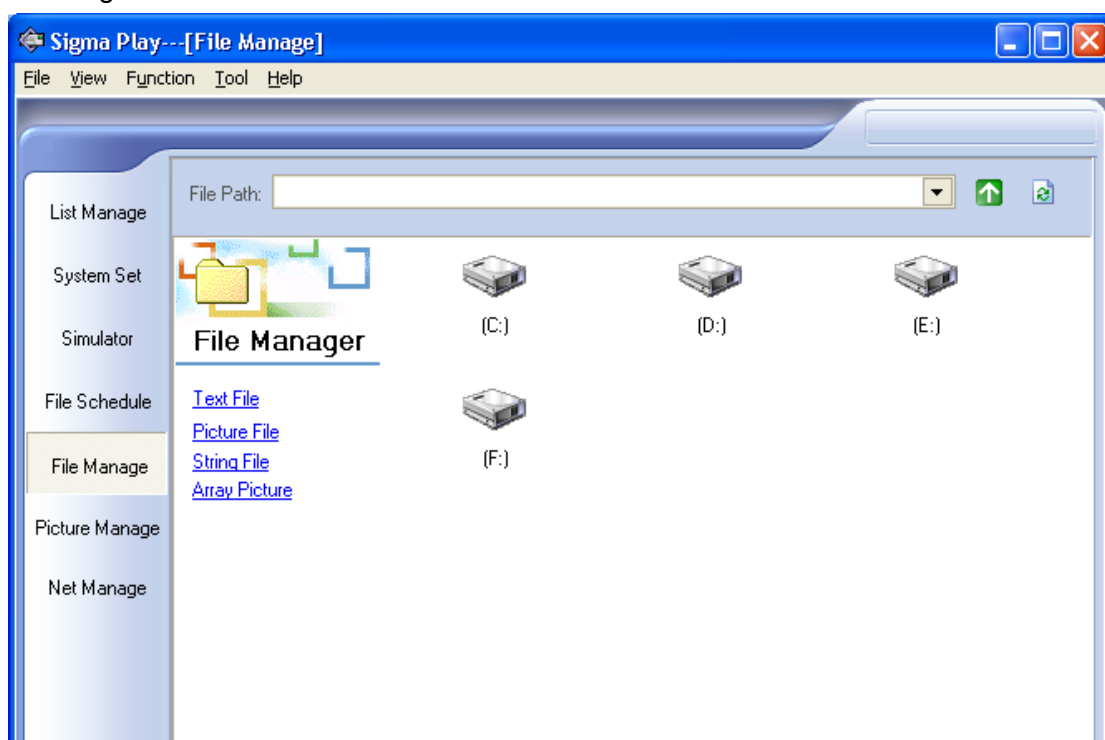 Sigma Play---[File Manage]
File View Function Tool Help
File Path:
List Manage
System Set
Simulator
File Schedule
File Manage
Picture Manage
Net Manage
File Manager
Text File
Picture File
String File
Array Picture
(C:)
(D:)
(E:)
(F:)